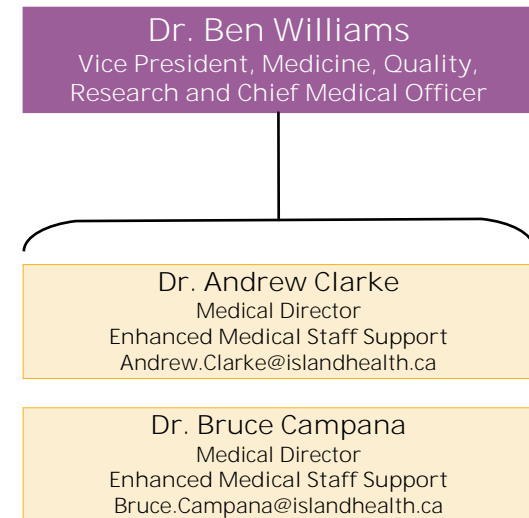 Dr. Ben Williams
Vice President, Medicine, Quality,
Research and Chief Medical Officer
Dr. Andrew Clarke
Medical Director
Enhanced Medical Staff Support
Andrew.Clarke@islandhealth.ca
Dr. Bruce Campana
Medical Director
Enhanced Medical Staff Support
Bruce.Campana@islandhealth.ca